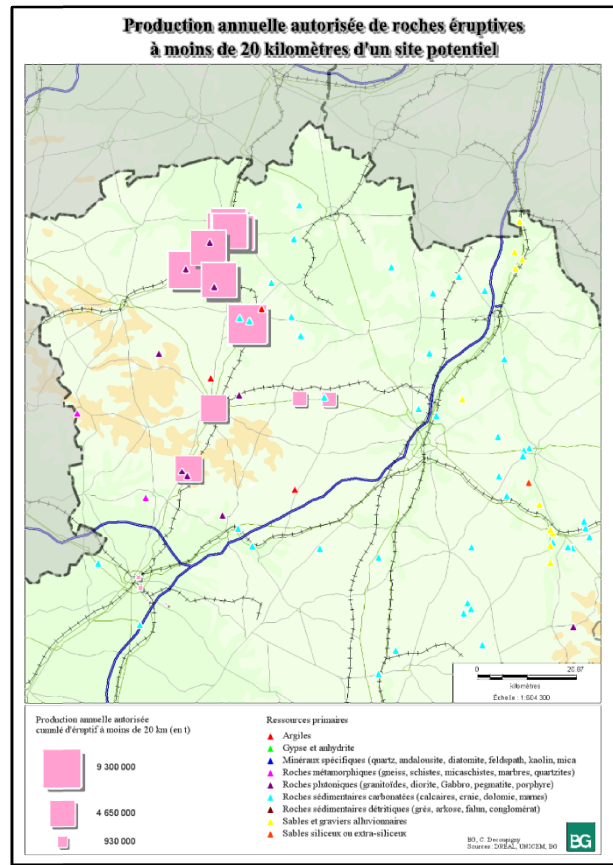 Production annuelle autorisée de roches éruptives
à moins de 20 kilomètres d'un site potentiel
0 20.87
kilomètres
Échelle : 1:604 300
Production annuelle autorisée
cumulé d'éruptif à moins de 20 km (en t)
9 300 000
4 650 000
930 000
Ressources primaires
Argiles
Gypse et anhydrite
Minéraux spécifiques (quartz, andalousite, diatomite, feldspath, kaolin, mica
Roches métamorphiques (gneiss, schistes, micaschistes, marbres, quartzites)
Roches plutoniques (granitoïdes, diorite, Gabbro, pegmatite, porphyre)
Roches sédimentaires carbonatées (calcaires, craie, dolomie, marnes)
Roches sédimentaires détritiques (grés, arkose, falun, conglomérat)
Sables et graviers alluvionnaires
Sables siliceux ou extra-siliceux
BG, C. Decoupigny
Sources : DREAL, UNICEM, BG
BG